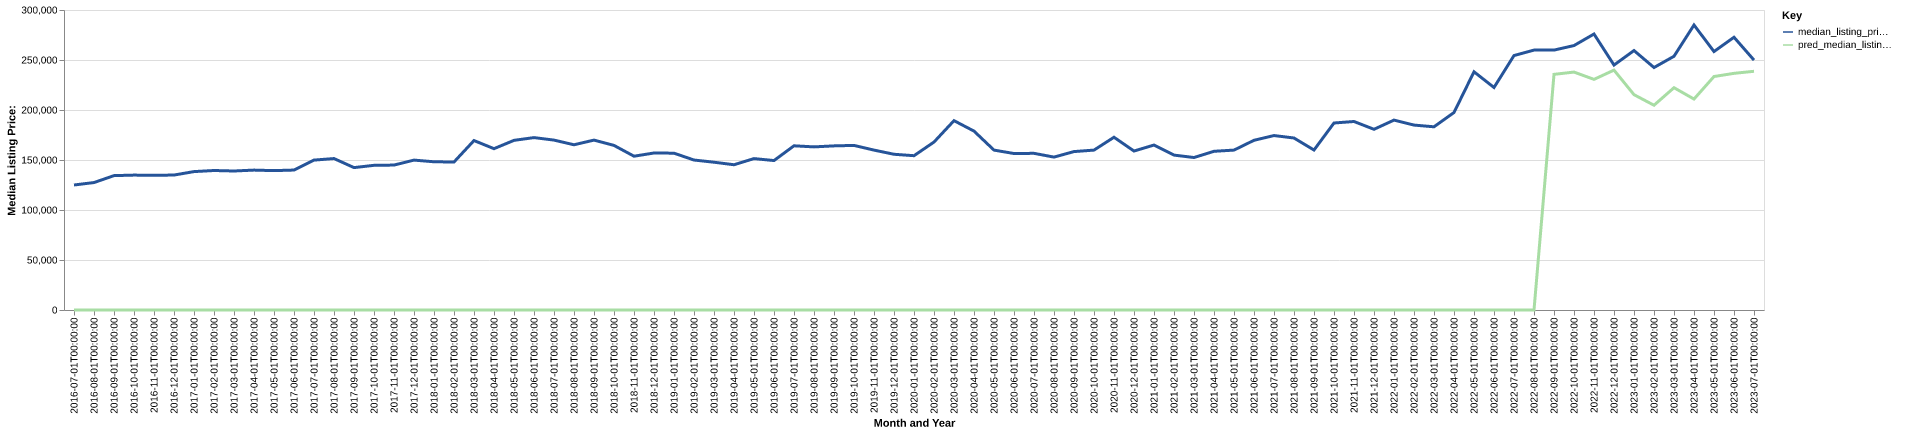 300,000
250,000
200,000
150,000
100,000
50,000
0
Median Listing Price:
2016-07-01T00:00:00
2016-08-01T00:00:00
2016-09-01T00:00:00
2016-10-01T00:00:00
2016-11-01T00:00:00
2016-12-01T00:00:00
2017-01-01T00:00:00
2017-02-01T00:00:00
2017-03-01T00:00:00
2017-04-01T00:00:00
2017-05-01T00:00:00
2017-06-01T00:00:00
2017-07-01T00:00:00
2017-08-01T00:00:00
2017-09-01T00:00:00
2017-10-01T00:00:00
2017-11-01T00:00:00
2017-12-01T00:00:00
2018-01-01T00:00:00
2018-02-01T00:00:00
2018-03-01T00:00:00
2018-04-01T00:00:00
2018-05-01T00:00:00
2018-06-01T00:00:00
2018-07-01T00:00:00
2018-08-01T00:00:00
2018-09-01T00:00:00
2018-10-01T00:00:00
2018-11-01T00:00:00
2018-12-01T00:00:00
2019-01-01T00:00:00
2019-02-01T00:00:00
2019-03-01T00:00:00
2019-04-01T00:00:00
2019-05-01T00:00:00
2019-06-01T00:00:00
2019-07-01T00:00:00
2019-08-01T00:00:00
2019-09-01T00:00:00
2019-10-01T00:00:00
2019-11-01T00:00:00
2019-12-01T00:00:00
2020-01-01T00:00:00
2020-02-01T00:00:00
2020-03-01T00:00:00
2020-04-01T00:00:00
2020-05-01T00:00:00
2020-06-01T00:00:00
2020-07-01T00:00:00
2020-08-01T00:00:00
2020-09-01T00:00:00
2020-10-01T00:00:00
2020-11-01T00:00:00
2020-12-01T00:00:00
2021-01-01T00:00:00
2021-02-01T00:00:00
2021-03-01T00:00:00
2021-04-01T00:00:00
2021-05-01T00:00:00
2021-06-01T00:00:00
2021-07-01T00:00:00
2021-08-01T00:00:00
2021-09-01T00:00:00
2021-10-01T00:00:00
2021-11-01T00:00:00
2021-12-01T00:00:00
2022-01-01T00:00:00
2022-02-01T00:00:00
2022-03-01T00:00:00
2022-04-01T00:00:00
2022-05-01T00:00:00
2022-06-01T00:00:00
2022-07-01T00:00:00
2022-08-01T00:00:00
2022-09-01T00:00:00
2022-10-01T00:00:00
2022-11-01T00:00:00
2022-12-01T00:00:00
2023-01-01T00:00:00
2023-02-01T00:00:00
2023-03-01T00:00:00
2023-04-01T00:00:00
2023-05-01T00:00:00
2023-06-01T00:00:00
2023-07-01T00:00:00
Month and Year
Key
median_listing_pri…
pred_median_listin…